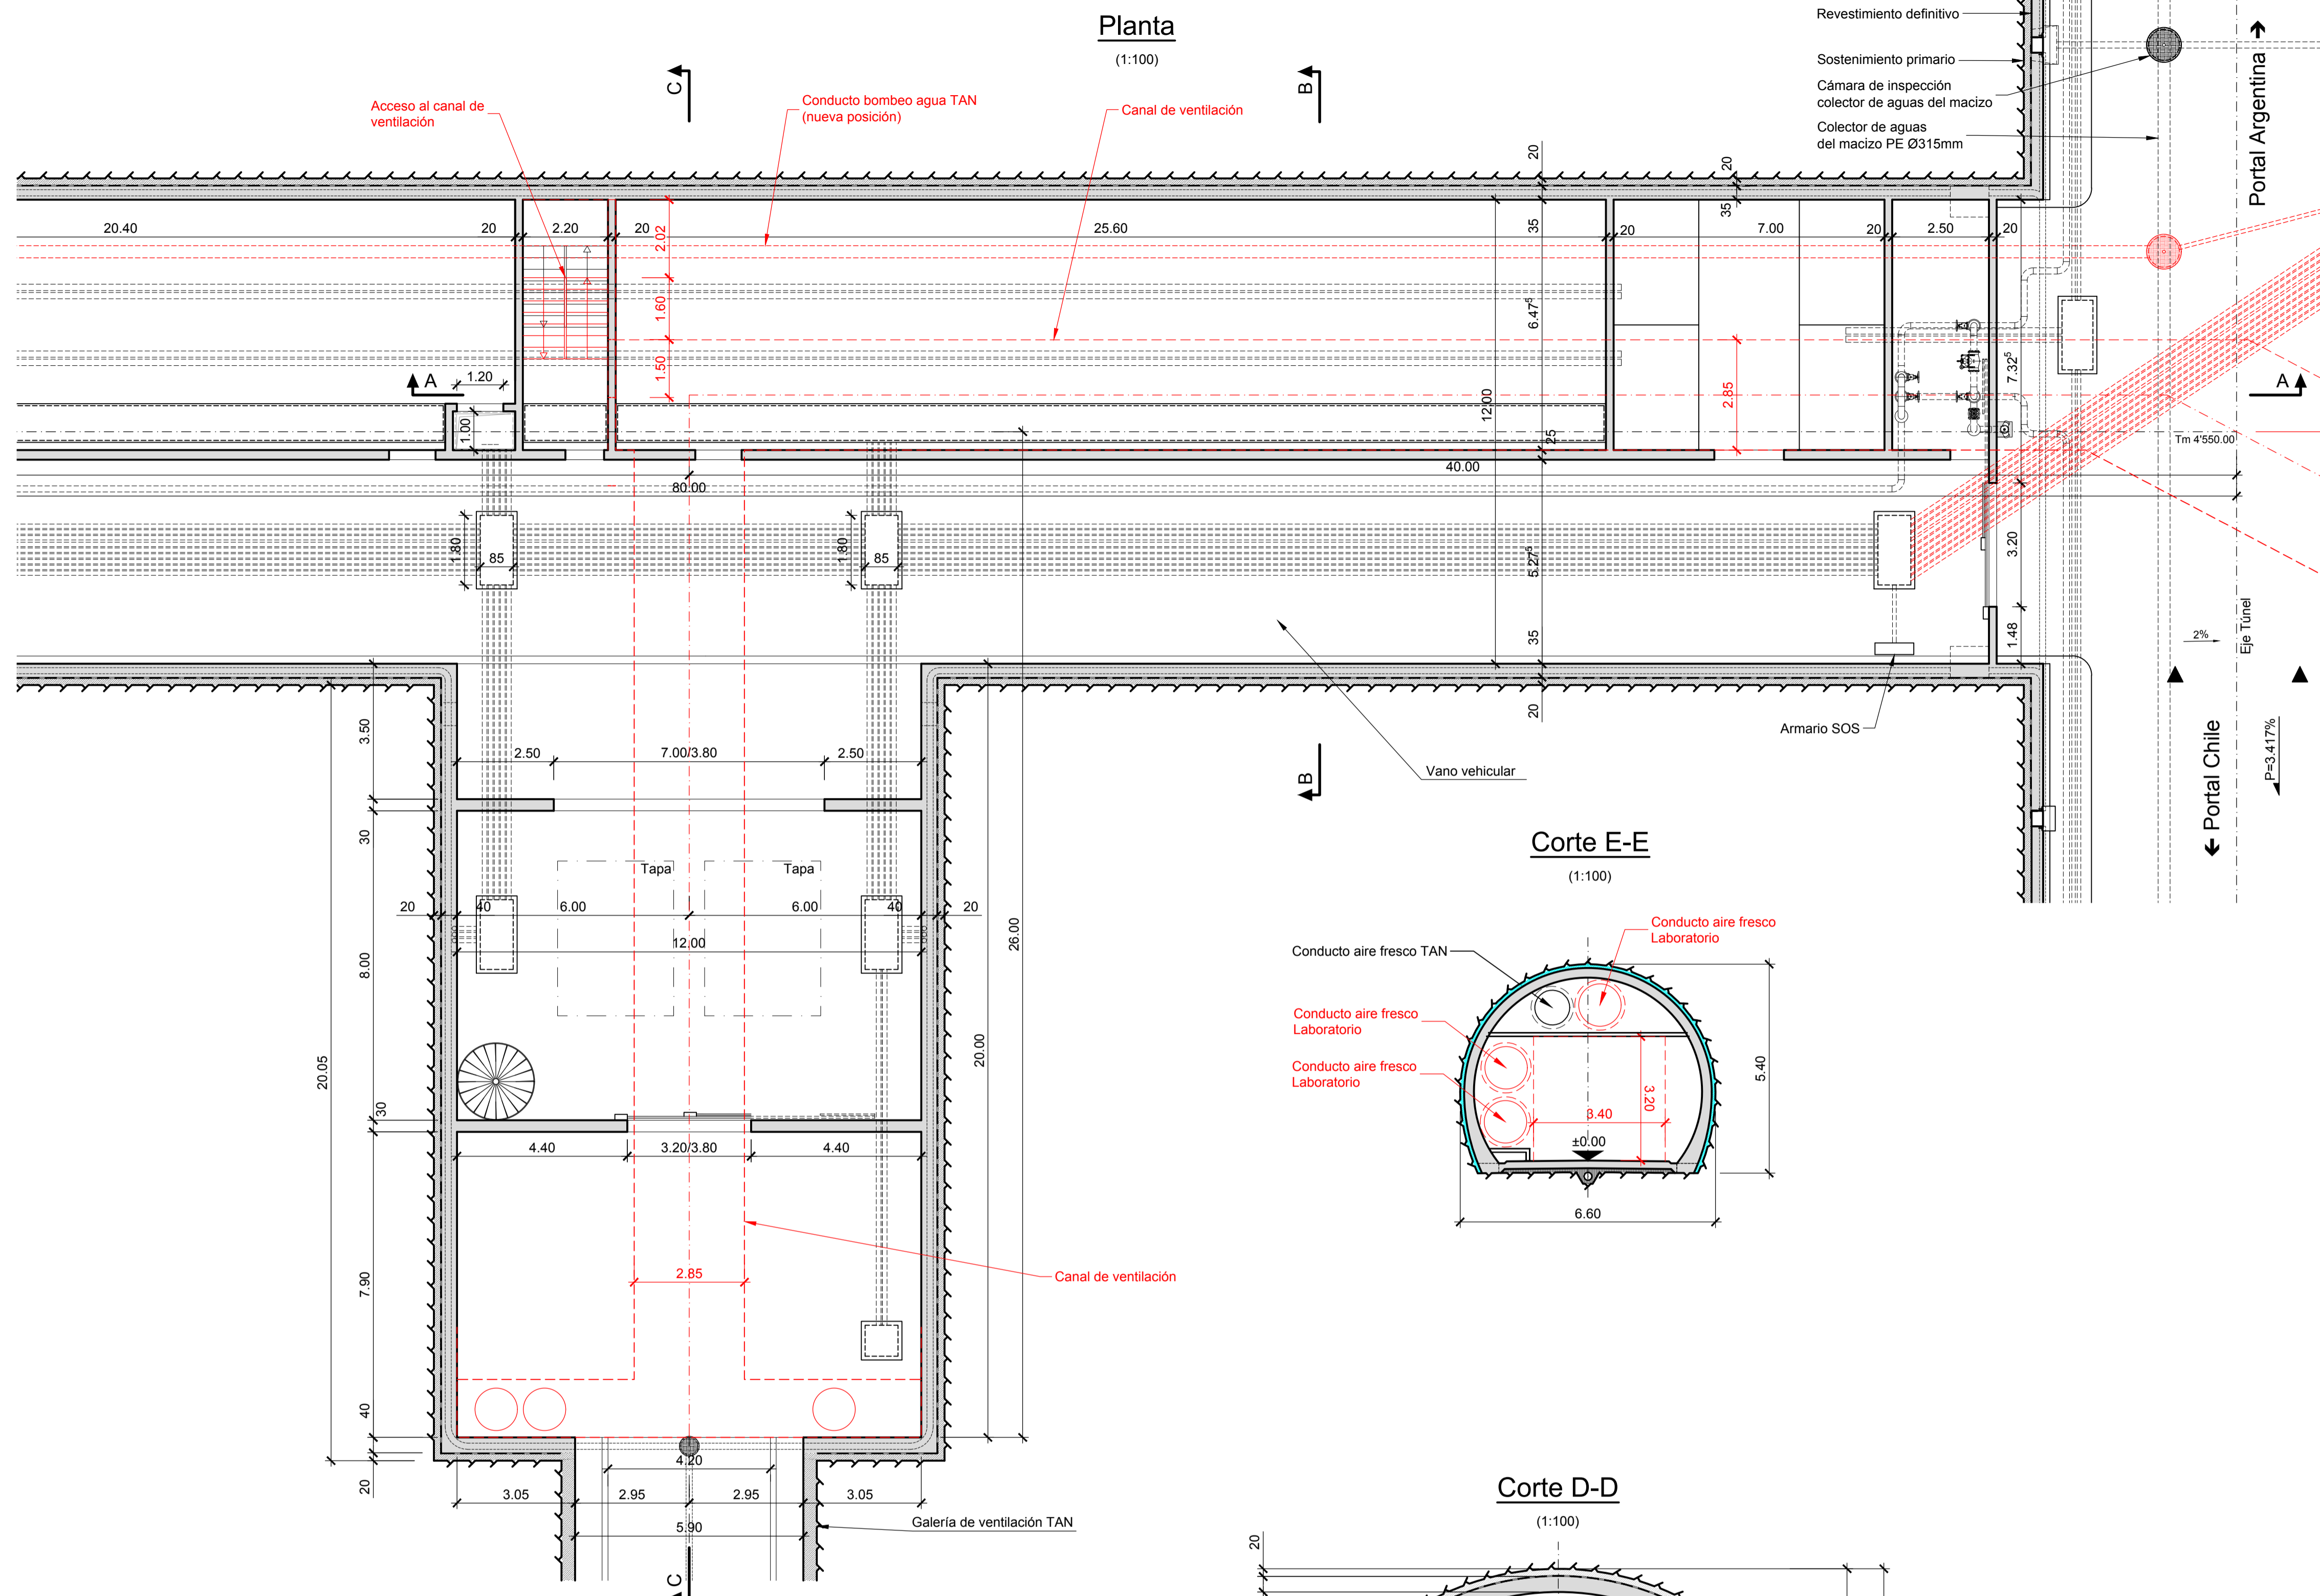 Planta
(1:100)
Revestimiento definitivo
Sostenimiento primario
Cámara de inspección
colector de aguas del macizo
Colector de aguas
del macizo PE Ø315mm
Portal Argentina
C
B
Acceso al canal de
ventilación
Conducto bombeo agua TAN
(nueva posición)
Canal de ventilación
20
20
35
35
20.40
20
2.20
20
2.02
25.60
20
7.00
20
2.50
20
1.60
1.50
6.47⁵
7.32⁵
A
1.20
1.00
2.85
12.00
25
A
Tm 4'550.00
80.00
40.00
1.80
85
1.80
85
5.27⁵
3.20
35
1.48
20
Eje Túnel
2%
Armario SOS
Vano vehicular
B
Portal Chile
P=3.417%
3.50
2.50
7.00/3.80
2.50
30
Tapa
Tapa
20
40
6.00
6.00
40
20
12.00
26.00
8.00
20.05
20.00
30
4.40
3.20/3.80
4.40
2.85
Canal de ventilación
7.90
40
20
4.20
3.05
2.95
2.95
3.05
5.90
Galería de ventilación TAN
C
Corte E-E
(1:100)
Conducto aire fresco
Laboratorio
Conducto aire fresco TAN
Conducto aire fresco
Laboratorio
Conducto aire fresco
Laboratorio
3.20
3.40
±0.00
5.40
6.60
Corte D-D
(1:100)
20